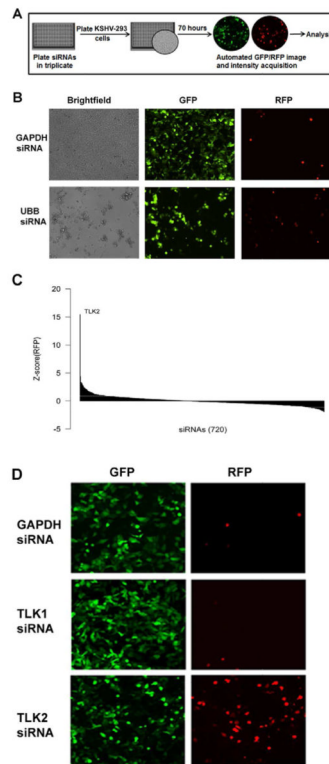 A
Plate siRNAs
in triplicate
Plate KSHV-293
cells
70 hours
Automated GFP/RFP image
and intensity acquisition
Analysis
B
Brightfield
GFP
RFP
GAPDH
siRNA
UBB
siRNA
C
20
15
10
5
0
-5
Z-score(RFP)
TLK2
siRNAs (720)
D
GFP
RFP
GAPDH
siRNA
TLK1
siRNA
TLK2
siRNA